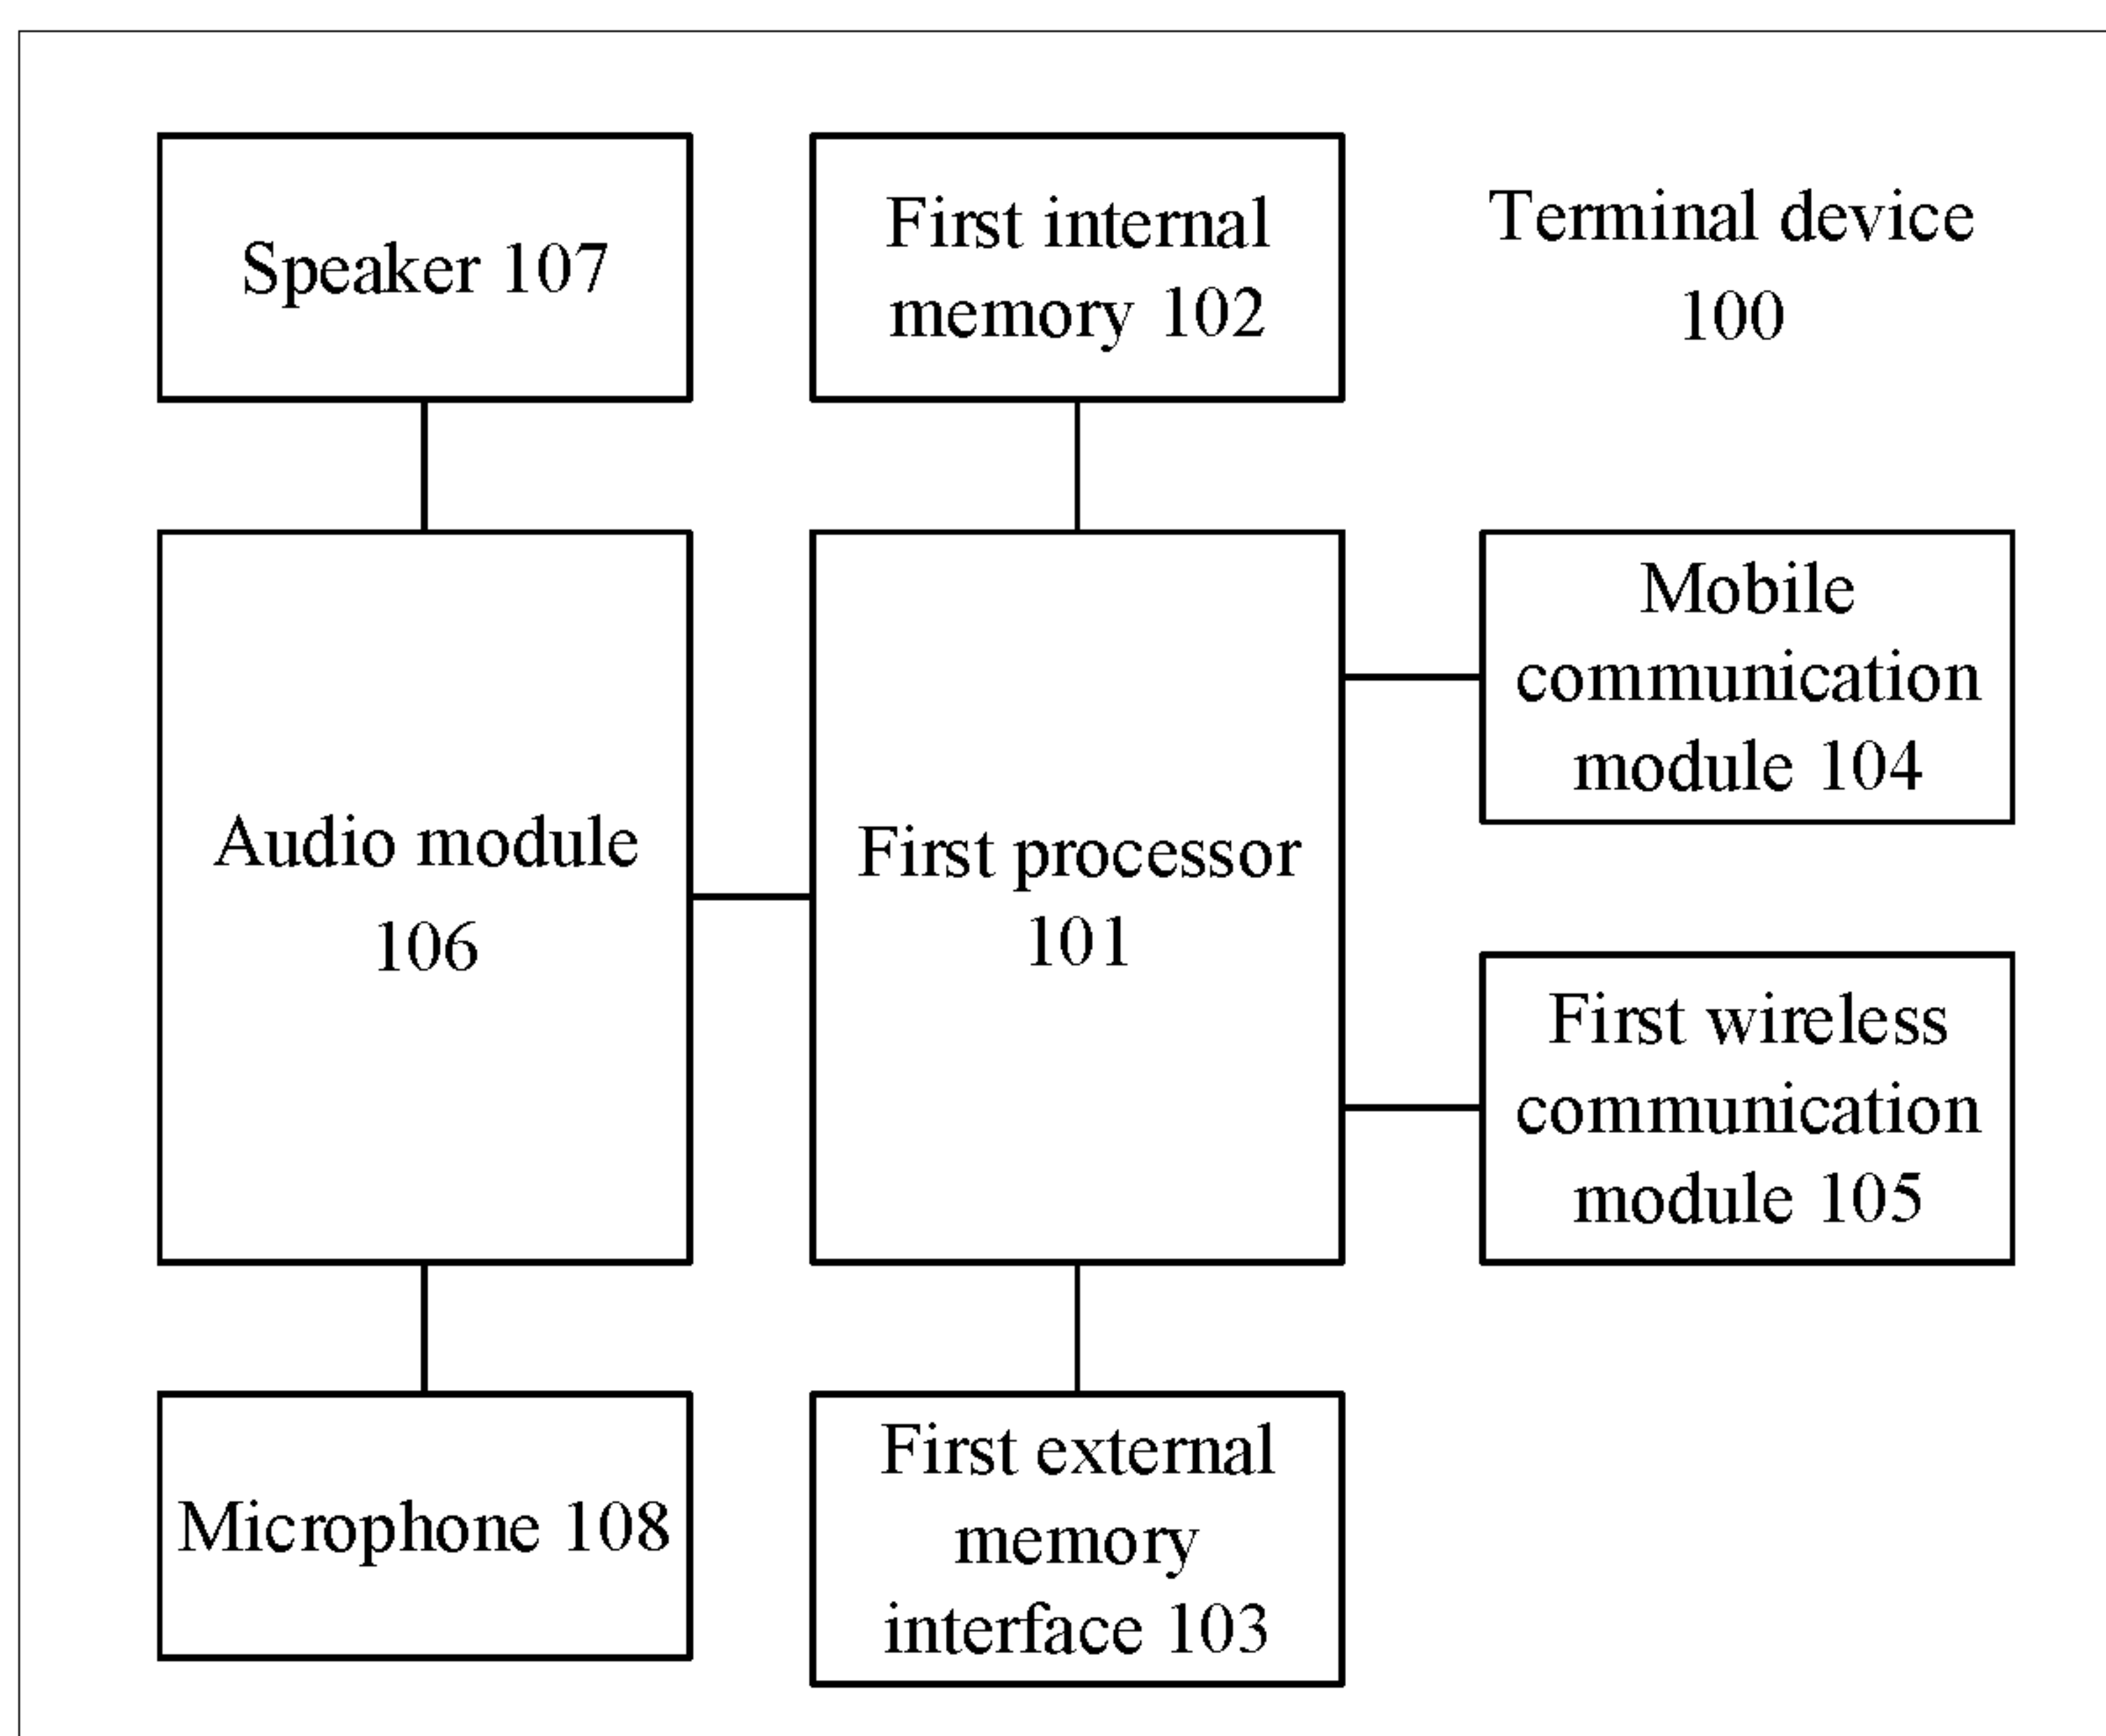 Speaker 107
First internal
memory 102
Terminal device
100
Audio module
106
First processor
101
Mobile
communication
module 104
First wireless
communication
module 105
Microphone 108
First external
memory
interface 103